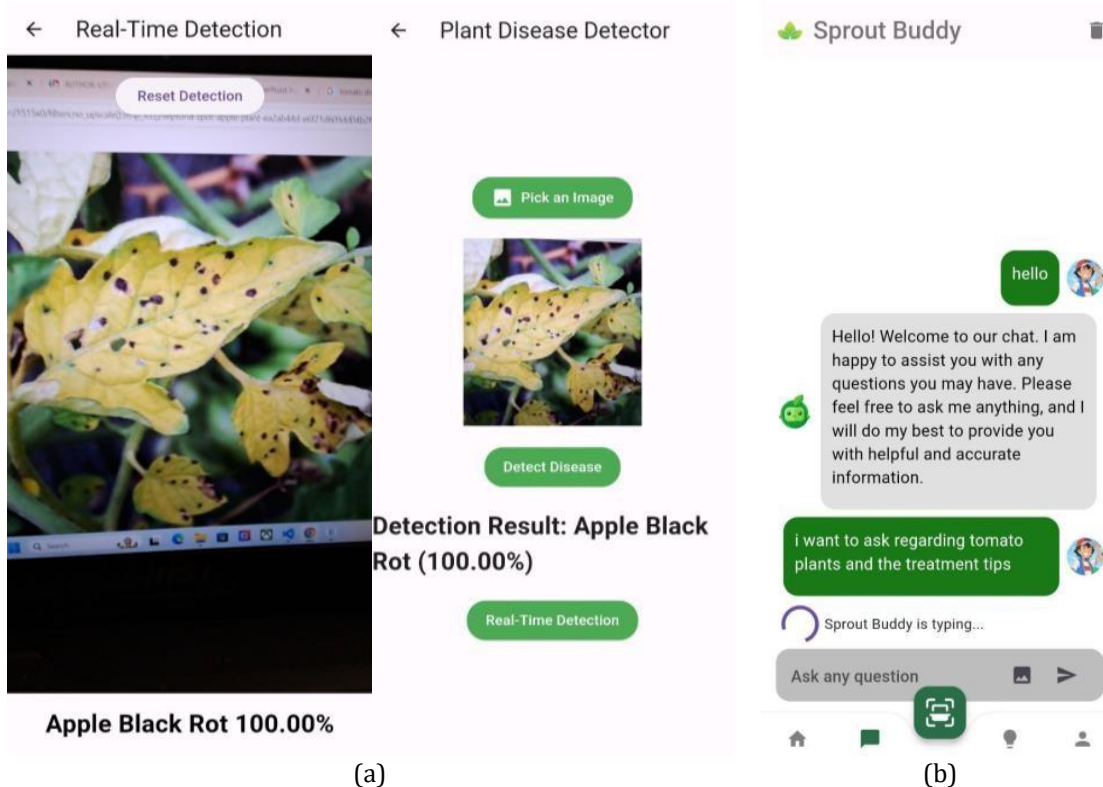 Real-Time Detection
Reset Detection
Search
Apple Black Rot 100.00%
Plant Disease Detector
Pick an Image
Detect Disease
Detection Result: Apple Black
Rot (100.00%)
Real-Time Detection
(a)
Sprout Buddy
hello
Hello! Welcome to our chat. I am
happy to assist you with any
questions you may have. Please
feel free to ask me anything, and I
will do my best to provide you
with helpful and accurate
information.
i want to ask regarding tomato
plants and the treatment tips
Sprout Buddy is typing...
Ask any question
(b)